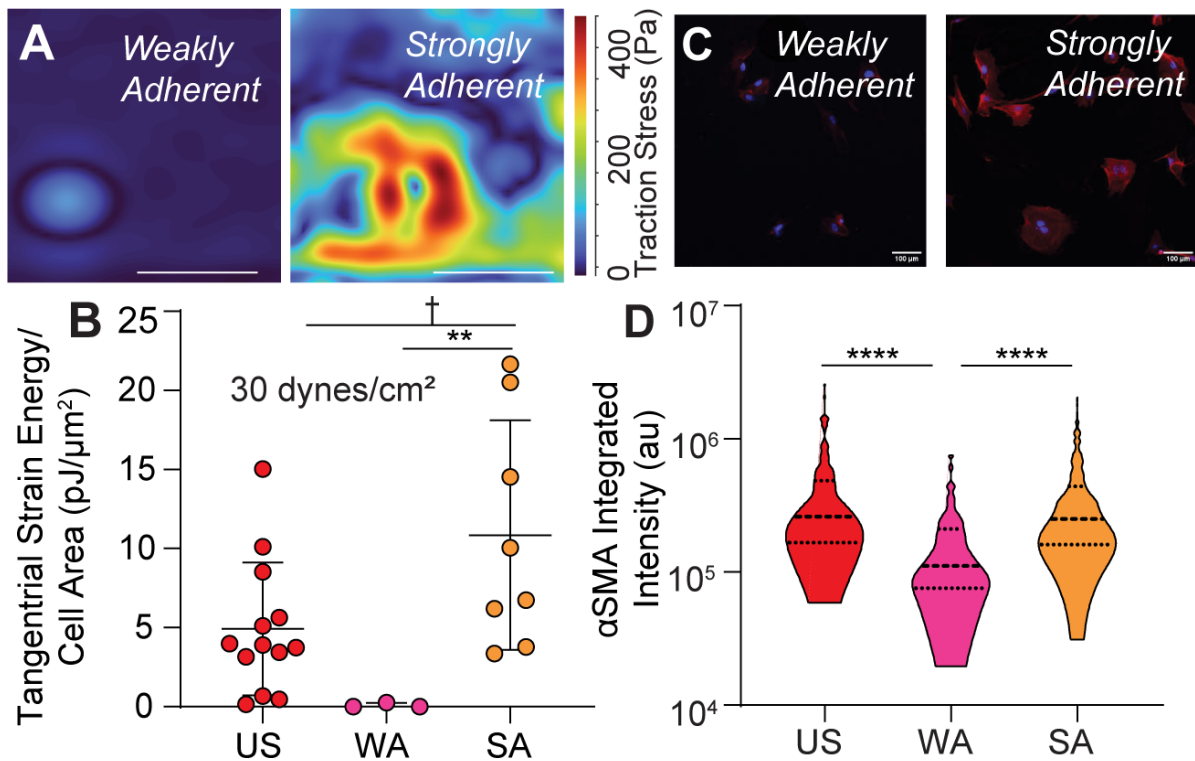 A
Weakly
Adherent
Strongly
Adherent
400
200
0
Traction Stress (Pa)
C
Weakly
Adherent
100 µm
Strongly
Adherent
100 µm
B
Tangentrial Strain Energy/
Cell Area (pJ/µm²)
25
20
15
10
5
0
†
**
30 dynes/cm²
US
WA
SA
D
αSMA Integrated
Intensity (au)
10⁷
10⁶
10⁵
10⁴
****
****
US
WA
SA